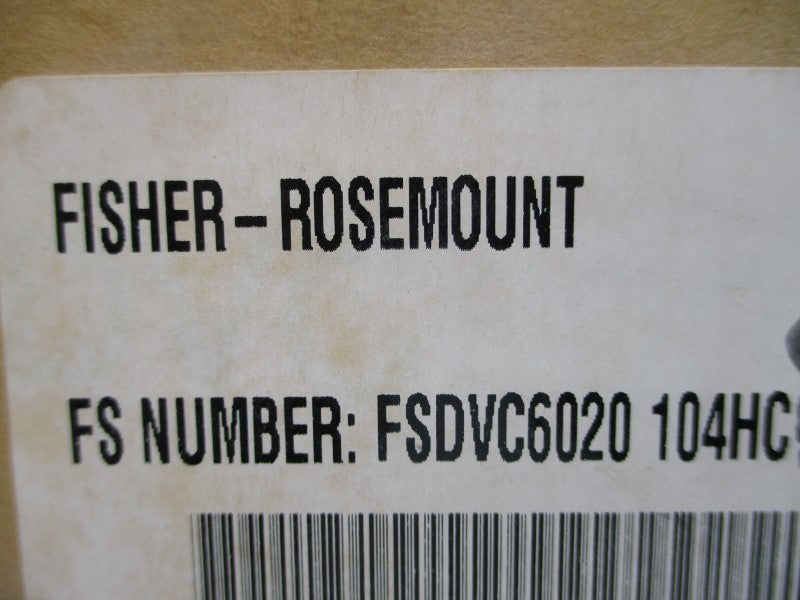 FISHER-ROSEMOUNT
FS NUMBER: FSDVC6020 104HC